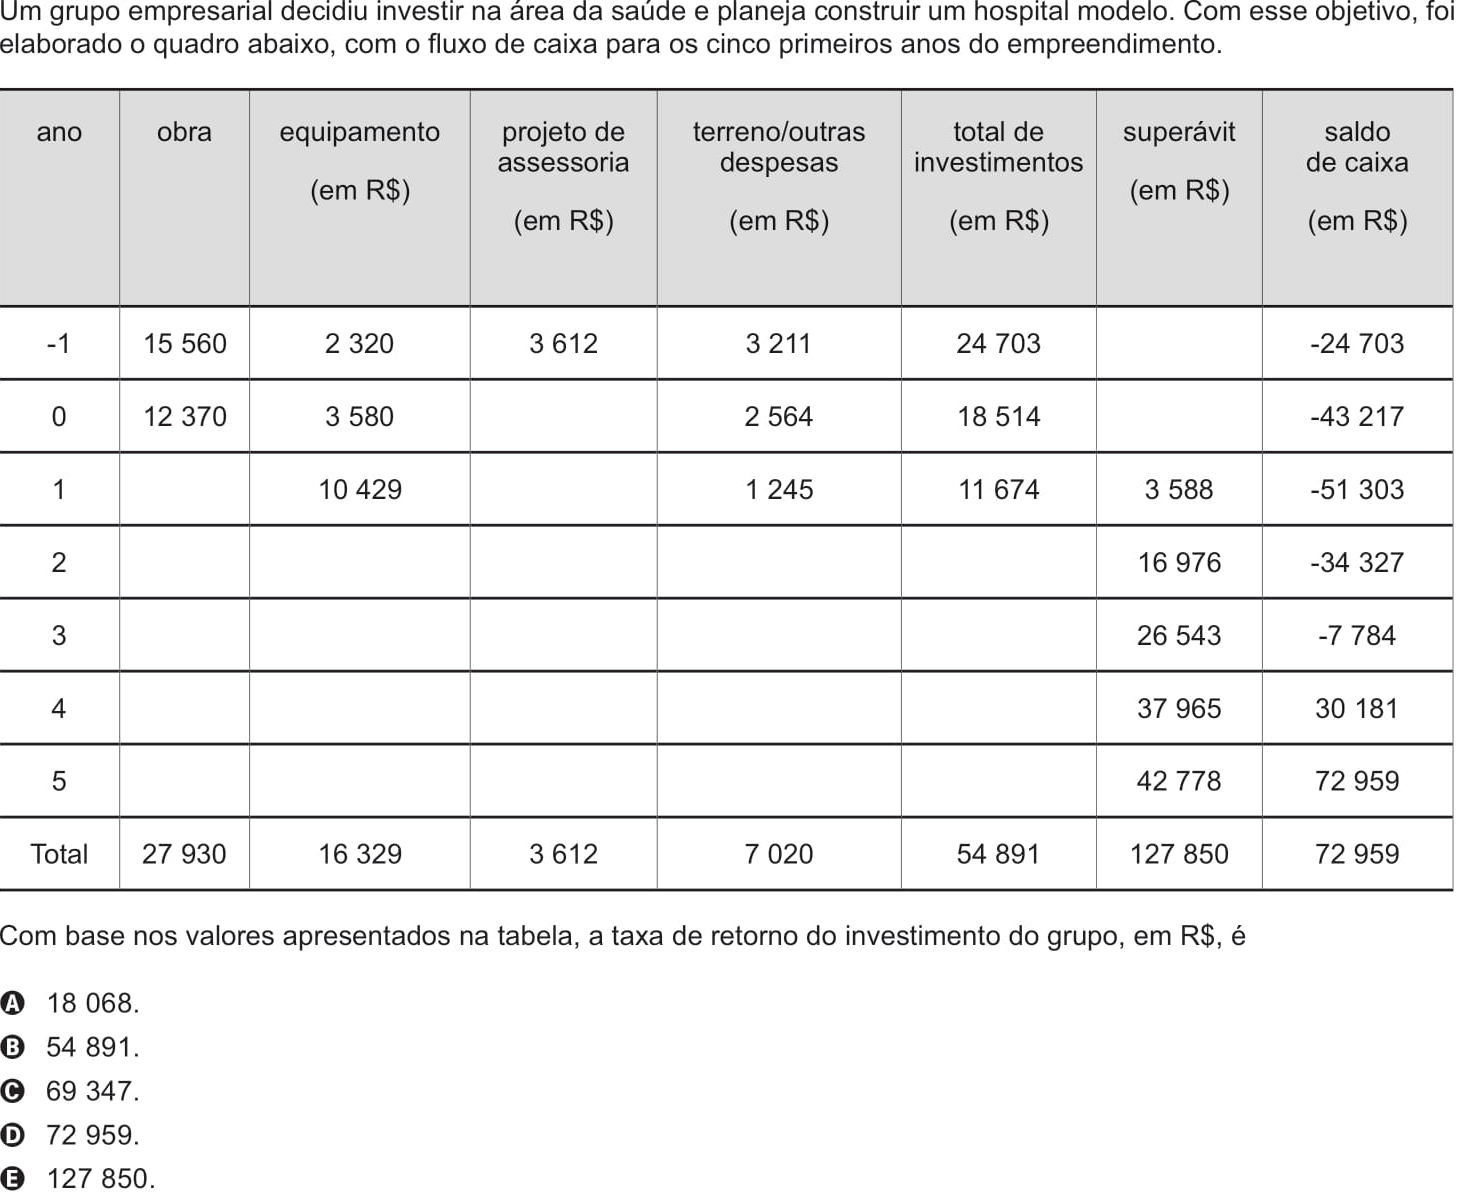 Um grupo empresarial decidiu investir na área da saúde e planeja construir um hospital modelo. Com esse objetivo, foi
elaborado o quadro abaixo, com o fluxo de caixa para os cinco primeiros anos do empreendimento.
ano obra equipamento (em R$) projeto de assessoria (em R$) terreno/outras despesas (em R$) total de investimentos (em R$) superávit (em R$) saldo de caixa (em R$)
-1 15 560 2 320 3 612 3 211 24 703 -24 703
0 12 370 3 580 2 564 18 514 -43 217
1 10 429 1 245 11 674 3 588 -51 303
2 16 976 -34 327
3 26 543 -7 784
4 37 965 30 181
5 42 778 72 959
Total 27 930 16 329 3 612 7 020 54 891 127 850 72 959
Com base nos valores apresentados na tabela, a taxa de retorno do investimento do grupo, em R$, é
A 18 068.
B 54 891.
C 69 347.
D 72 959.
E 127 850.